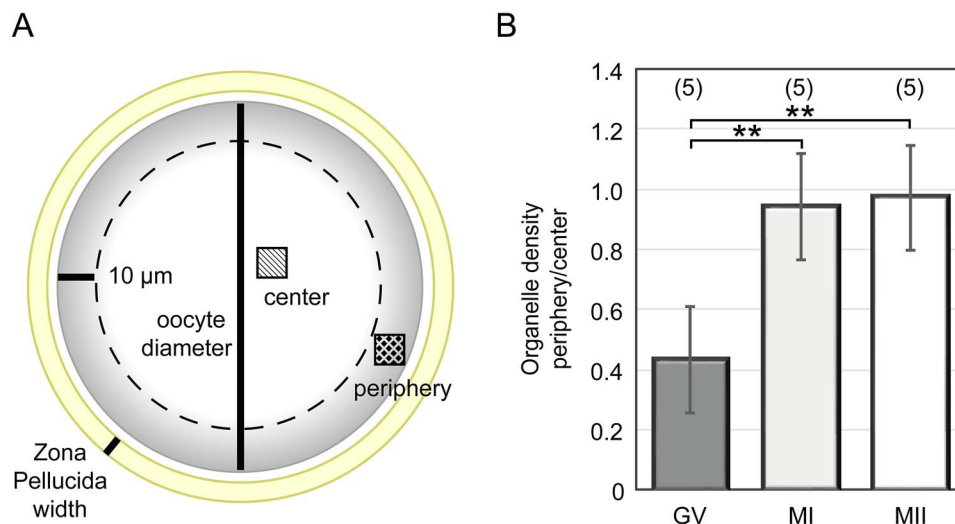 A
10 µm
center
oocyte
diameter
periphery
Zona
Pellucida
width
B
Organelle density
periphery/center
1.4
1.2
1.0
0.8
0.6
0.4
0.2
0
(5)
(5)
(5)
**
**
GV
MI
MII